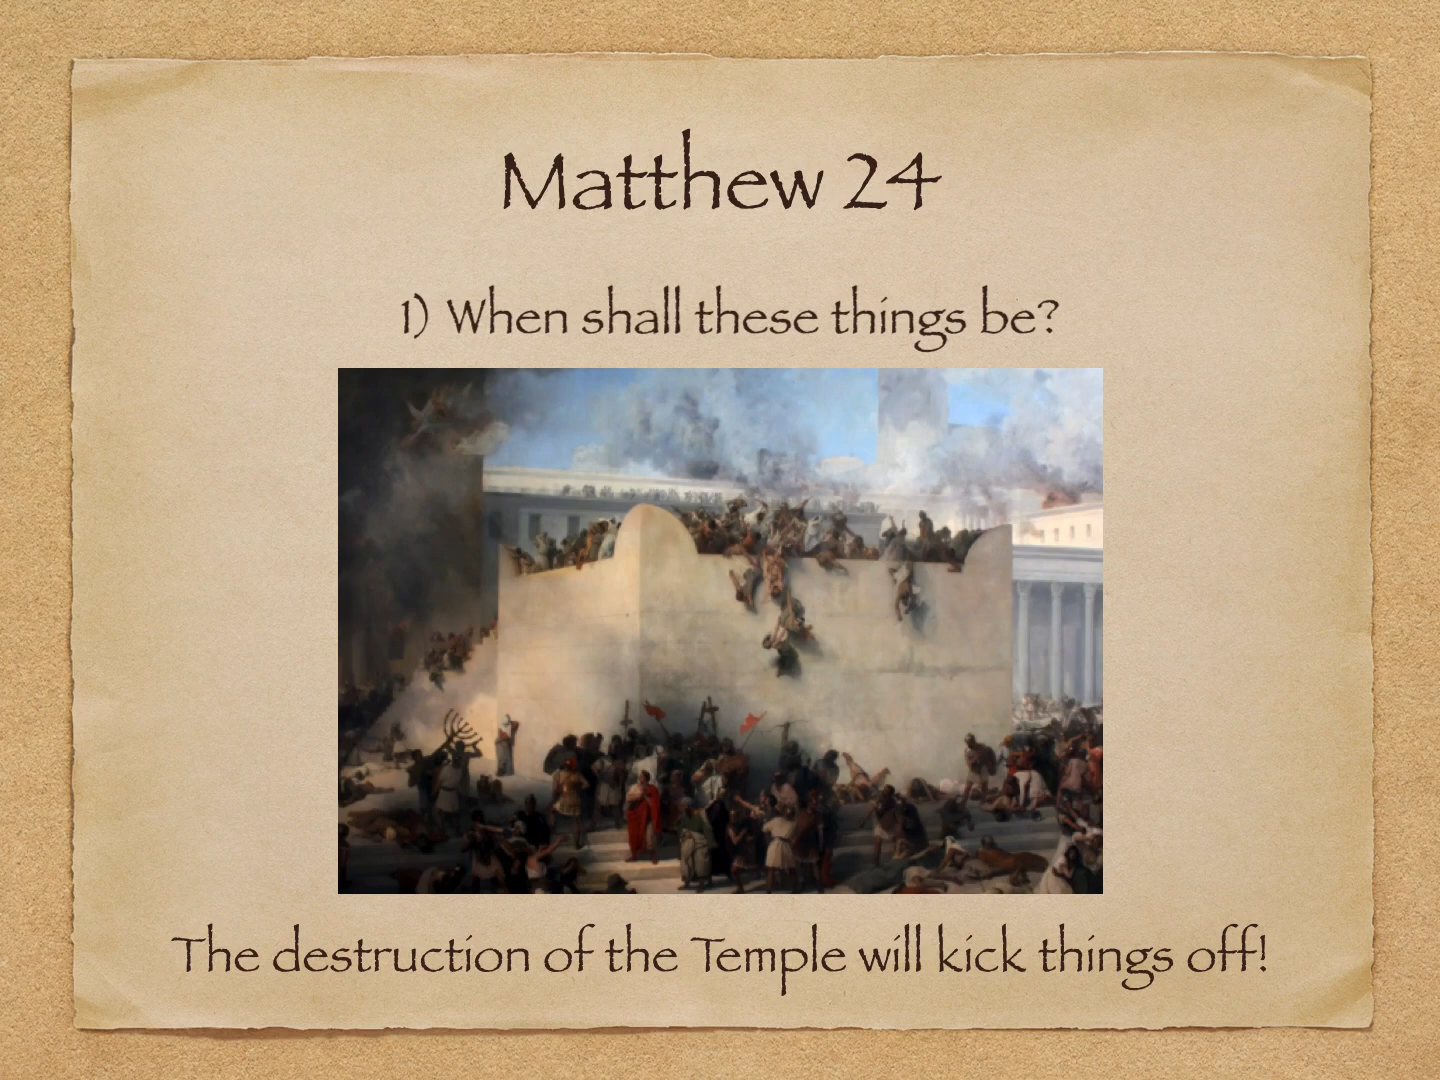 Matthew 24
1) When shall these things be?
The destruction of the Temple will kick things off!